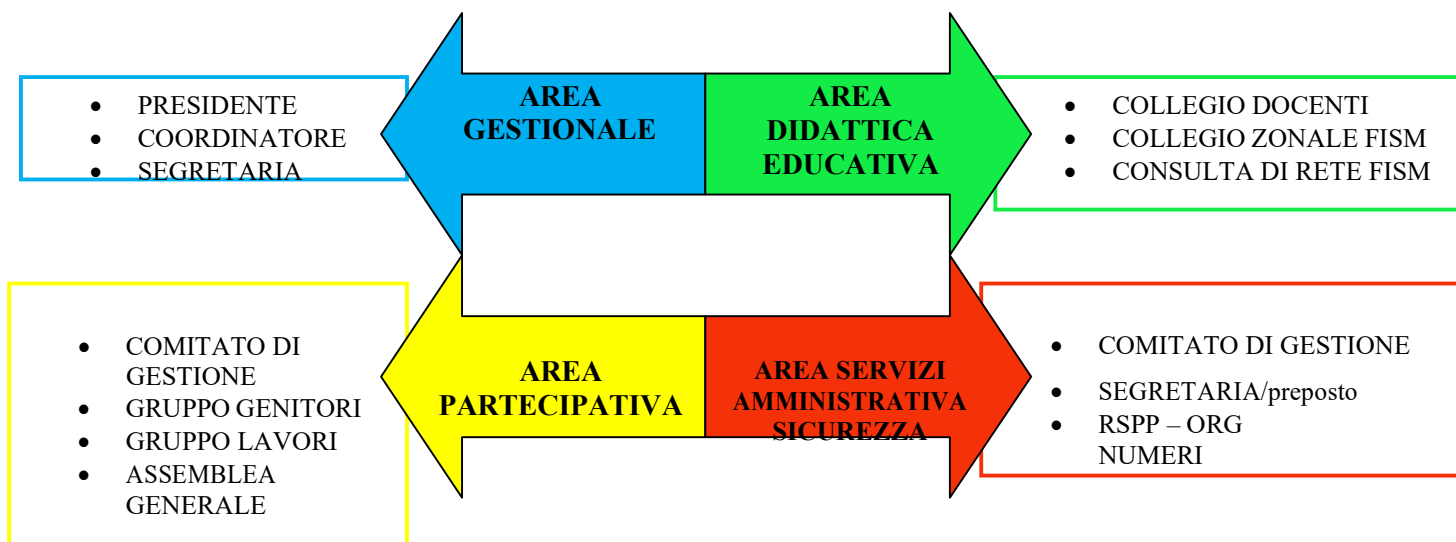 • PRESIDENTE
• COORDINATORE
• SEGRETARIA
AREA
GESTIONALE
AREA
DIDATTICA
EDUCATIVA
• COLLEGIO DOCENTI
• COLLEGIO ZONALE FISM
• CONSULTA DI RETE FISM
• COMITATO DI
GESTIONE
• GRUPPO GENITORI
• GRUPPO LAVORI
• ASSEMBLEA
GENERALE
AREA
PARTECIPATIVA
AREA SERVIZI
AMMINISTRATIVA
SICUREZZA
• COMITATO DI GESTIONE
• SEGRETARIA/preposto
• RSPP – ORG
NUMERI